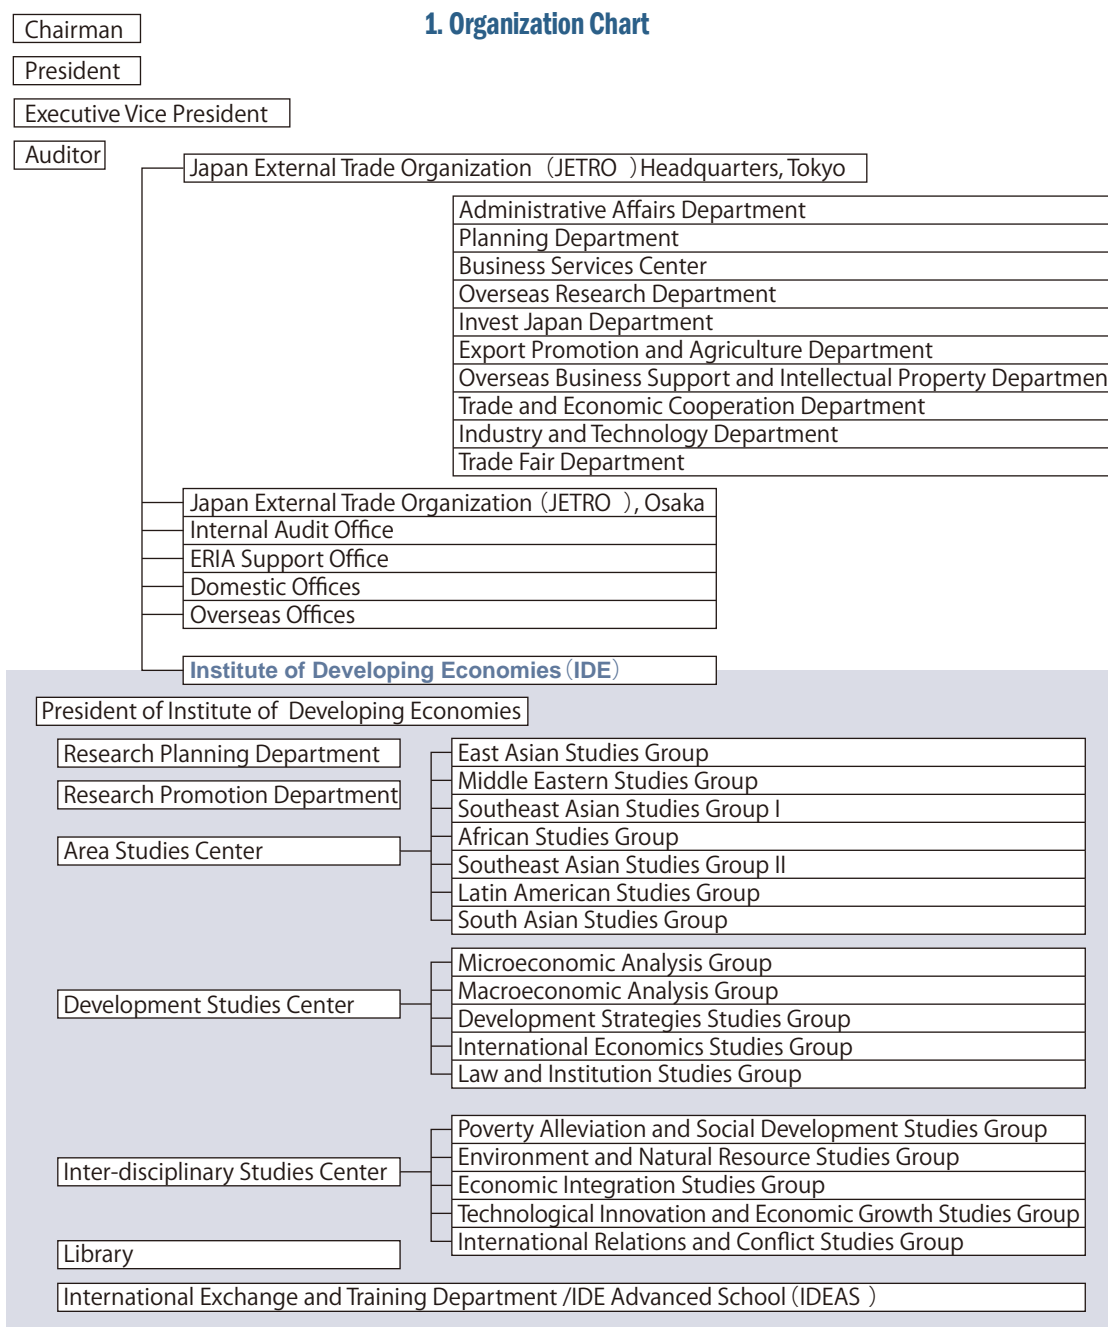 1. Organization Chart
Chairman
President
Executive Vice President
Auditor
Japan External Trade Organization (JETRO )Headquarters, Tokyo
Administrative Affairs Department
Planning Department
Business Services Center
Overseas Research Department
Invest Japan Department
Export Promotion and Agriculture Department
Overseas Business Support and Intellectual Property Departmen
Trade and Economic Cooperation Department
Industry and Technology Department
Trade Fair Department
Japan External Trade Organization (JETRO ), Osaka
Internal Audit Office
ERIA Support Office
Domestic Offices
Overseas Offices
Institute of Developing Economies (IDE)
President of Institute of Developing Economies
Research Planning Department
Research Promotion Department
Area Studies Center
East Asian Studies Group
Middle Eastern Studies Group
Southeast Asian Studies Group I
African Studies Group
Southeast Asian Studies Group II
Latin American Studies Group
South Asian Studies Group
Development Studies Center
Microeconomic Analysis Group
Macroeconomic Analysis Group
Development Strategies Studies Group
International Economics Studies Group
Law and Institution Studies Group
Inter-disciplinary Studies Center
Poverty Alleviation and Social Development Studies Group
Environment and Natural Resource Studies Group
Economic Integration Studies Group
Technological Innovation and Economic Growth Studies Group
International Relations and Conflict Studies Group
Library
International Exchange and Training Department /IDE Advanced School (IDEAS )